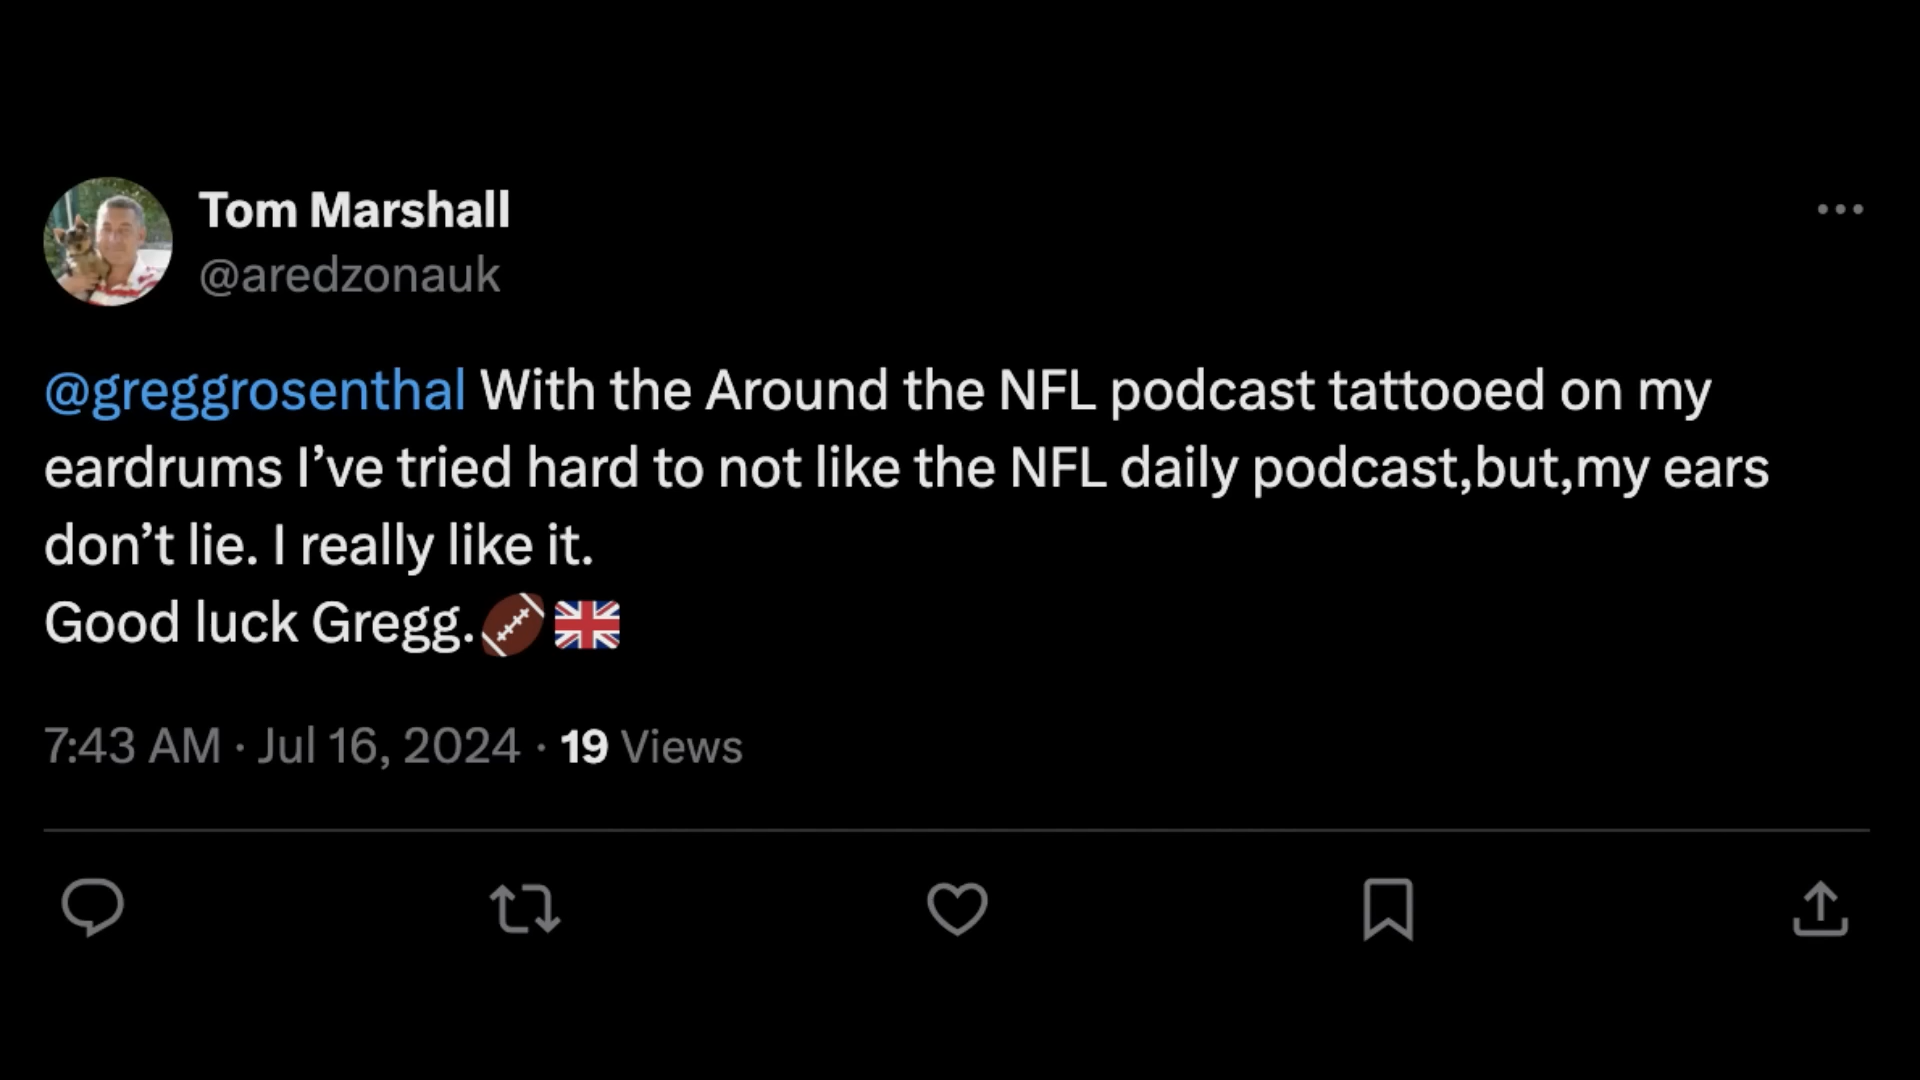 Tom Marshall
@aredzonauk
@greggrosenthal With the Around the NFL podcast tattooed on my
eardrums I’ve tried hard to not like the NFL daily podcast,but,my ears
don’t lie. I really like it.
Good luck Gregg.🏈🇬🇧
7:43 AM · Jul 16, 2024 · 19 Views